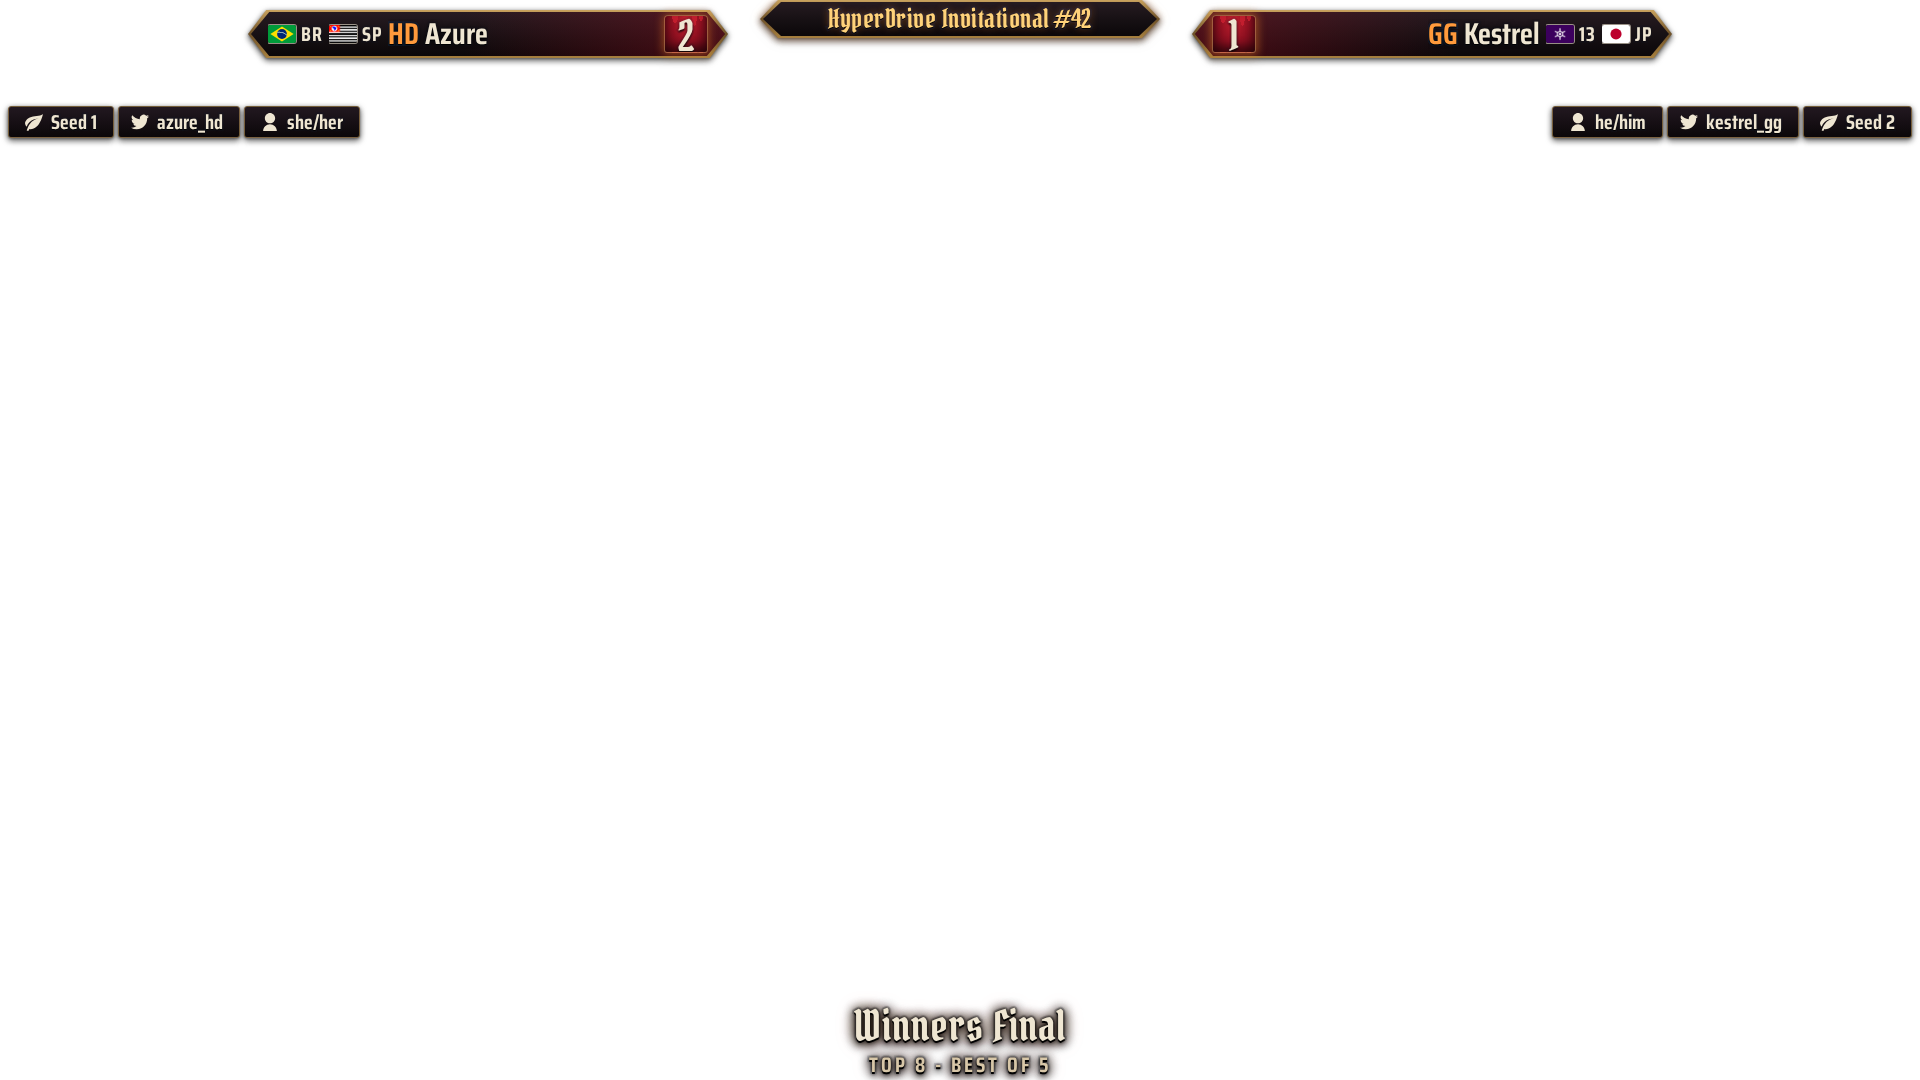 BR SP HD Azure 2
HyperDrive Invitational #42
1 GG Kestrel 13 JP
Seed 1 azure_hd she/her
he/him kestrel_gg Seed 2
Winners Final
TOP 8 - BEST OF 5